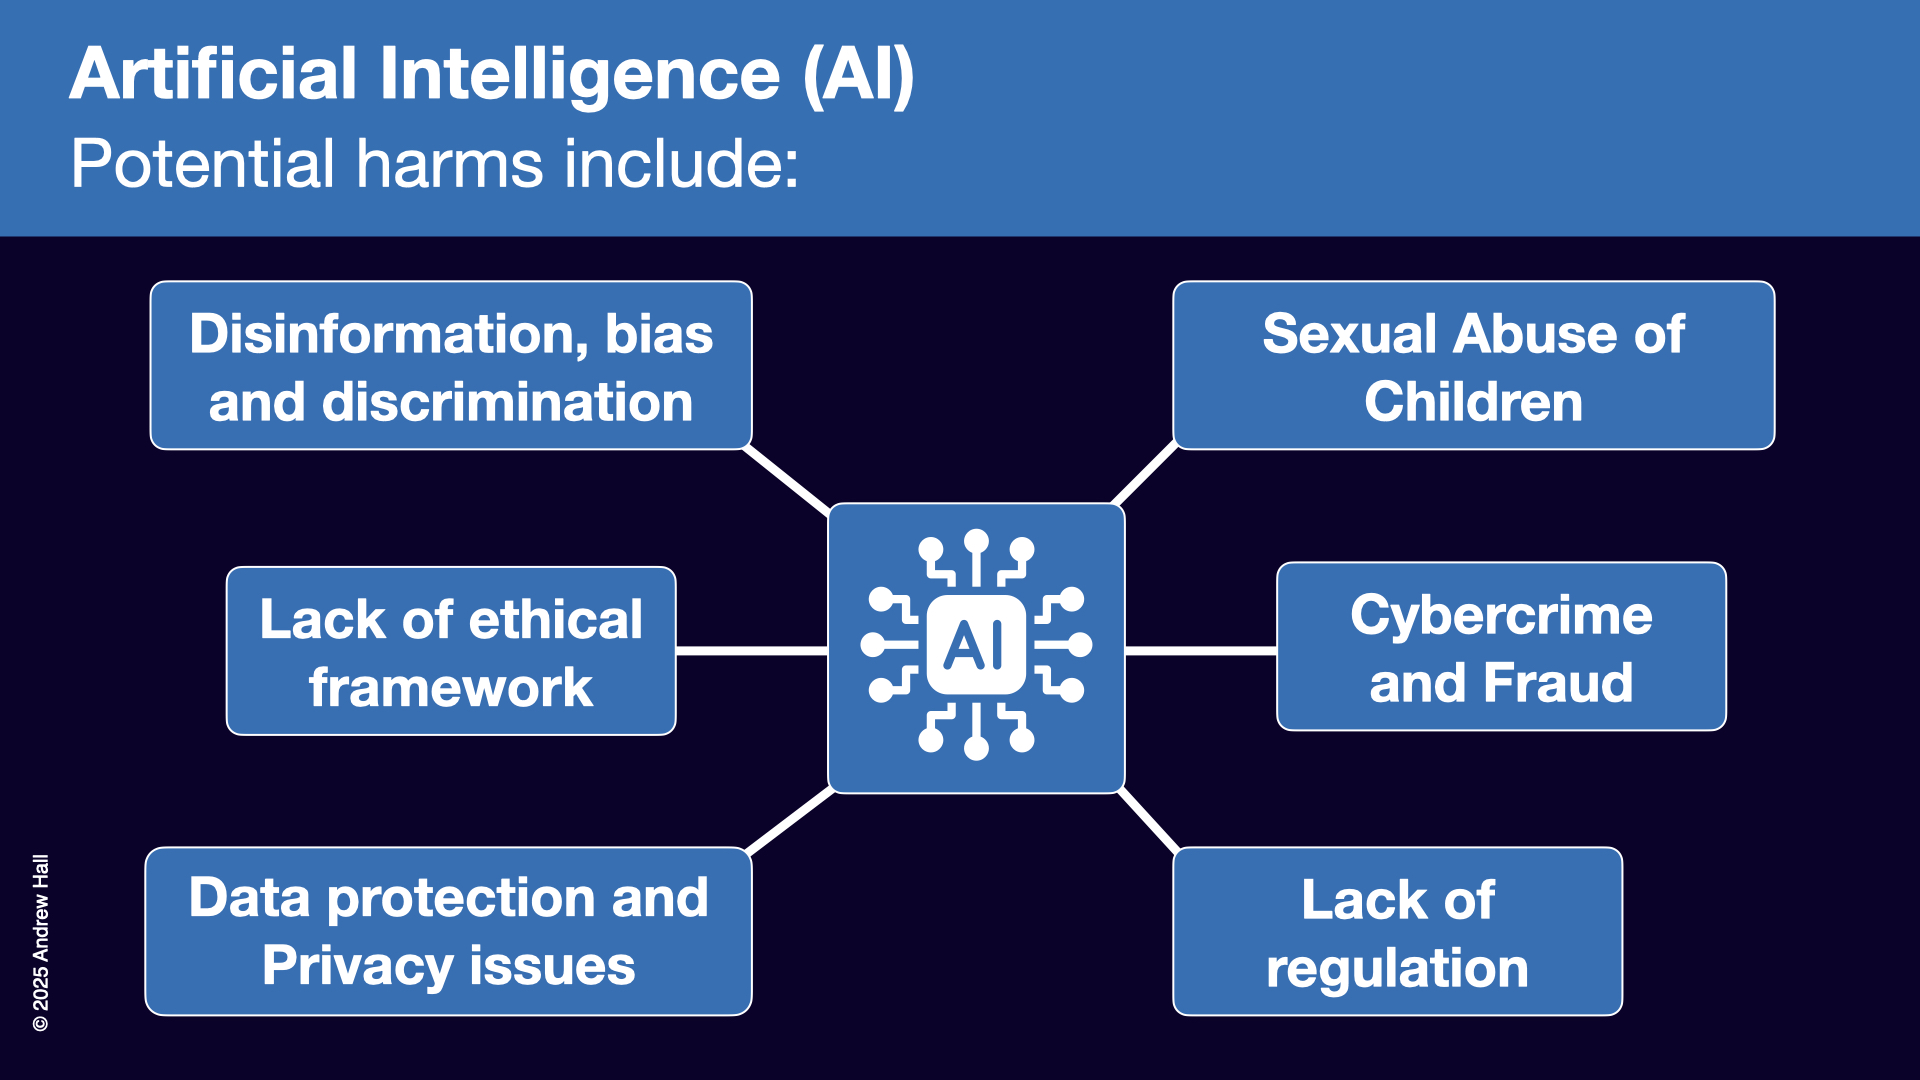 Artificial Intelligence (AI)
Potential harms include:
Disinformation, bias
and discrimination
Sexual Abuse of
Children
Lack of ethical
framework
AI
Cybercrime
and Fraud
Data protection and
Privacy issues
Lack of
regulation
© 2025 Andrew Hall